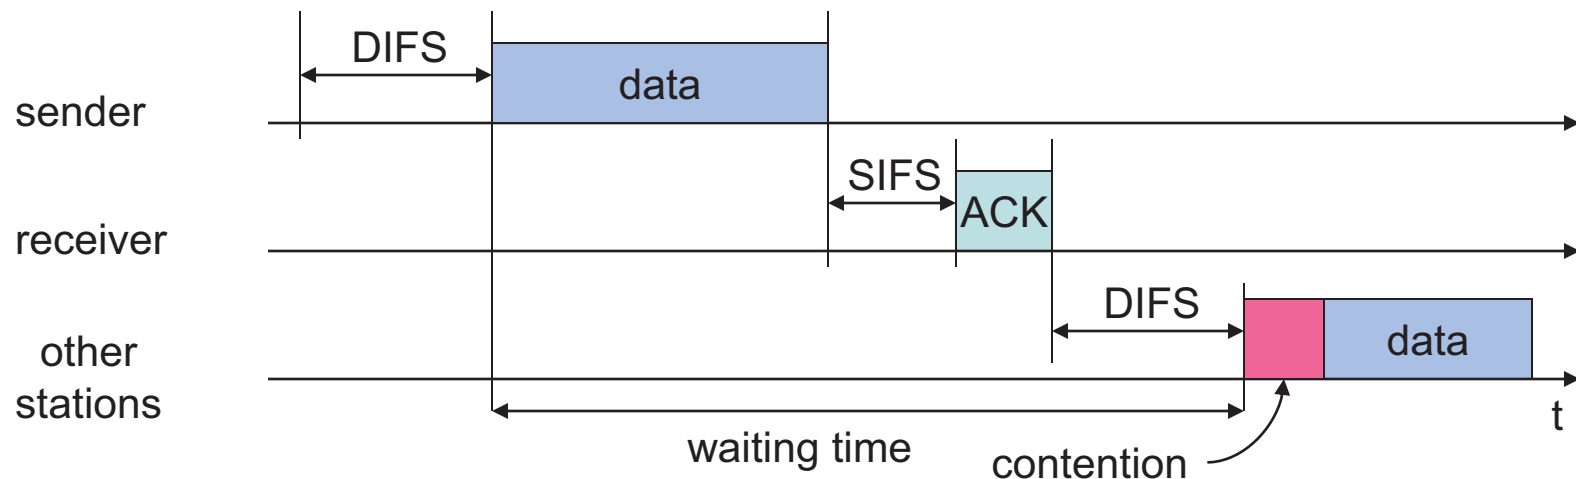 DIFS
data
sender
SIFS
ACK
receiver
DIFS
data
other
stations
t
waiting time
contention